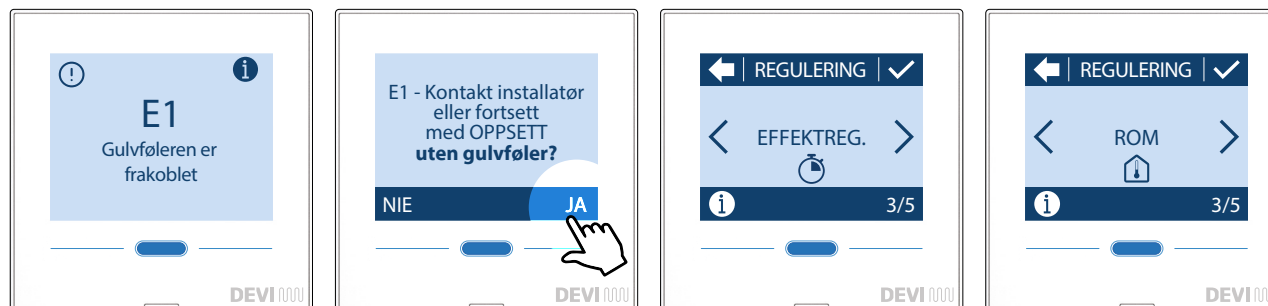 E1
Gulvføleren er
frakoblet
DEVI
E1 - Kontakt installatør
eller fortsett
med OPPSETT
uten gulvføler?
NIE JA
DEVI
REGULERING
EFFEKTREG.
3/5
DEVI
REGULERING
ROM
3/5
DEVI